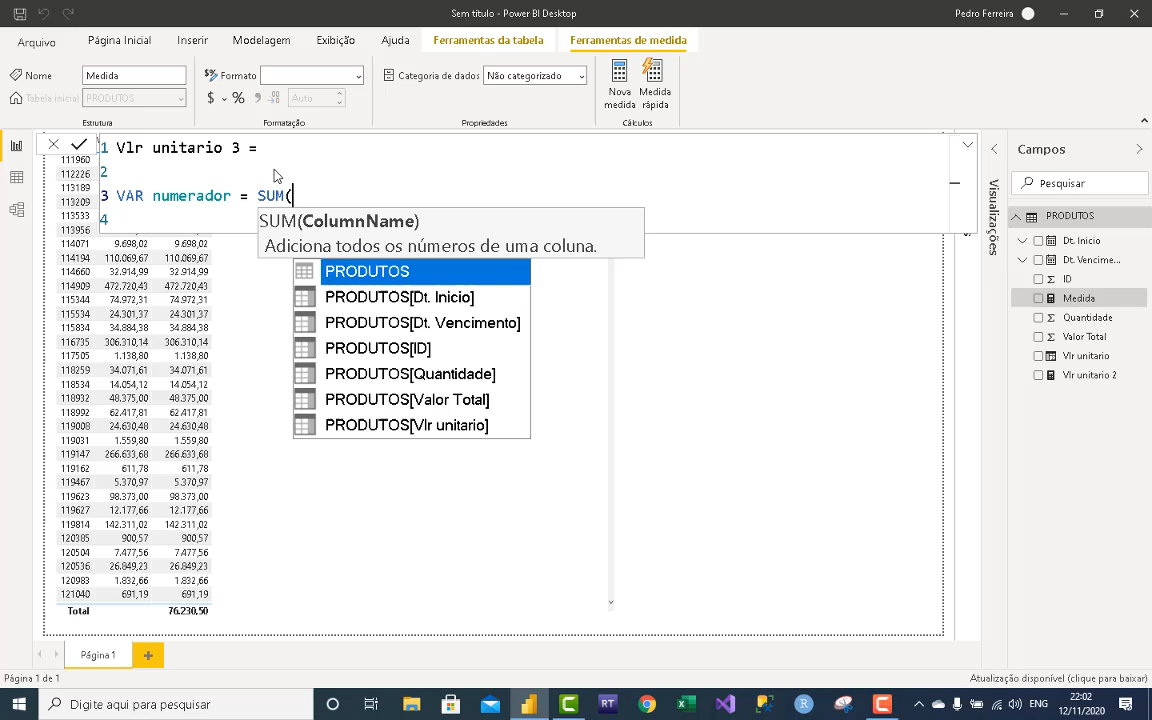 Sem título - Power BI Desktop
Pedro Ferreira
Arquivo
Página Inicial
Inserir
Modelagem
Exibição
Ajuda
Ferramentas da tabela
Ferramentas de medida
Nome
Medida
Tabela inicial
PRODUTOS
Estrutura
Formato
$ % 9
Auto
Formatação
Categoria de dados
Não categorizado
Propriedades
Nova medida
Medida rápida
Cálculos
1 Vlr unitario 3 =
2
3 VAR numerador = SUM(
4
SUM(ColumnName)
Adiciona todos os números de uma coluna.
PRODUTOS
PRODUTOS[Dt. Inicio]
PRODUTOS[Dt. Vencimento]
PRODUTOS[ID]
PRODUTOS[Quantidade]
PRODUTOS[Valor Total]
PRODUTOS[Vlr unitario]
111960
112226
113189
113209
113533
113956
114071 9.698,02 9.698,02
114194 110.069,67 110.069,67
114660 32.914,99 32.914,99
114909 472.720,43 472.720,43
115344 74.972,31 74.972,31
115534 24.301,37 24.301,37
115834 34.884,38 34.884,38
116735 306.310,14 306.310,14
117505 1.138,80 1.138,80
118259 34.071,61 34.071,61
118534 14.054,12 14.054,12
118932 48.375,00 48.375,00
118992 62.417,81 62.417,81
119008 24.630,48 24.630,48
119031 1.559,80 1.559,80
119147 266.633,68 266.633,68
119162 611,78 611,78
119467 5.370,97 5.370,97
119623 98.373,00 98.373,00
119627 12.177,66 12.177,66
119814 142.311,02 142.311,02
120385 900,57 900,57
120504 7.477,56 7.477,56
120536 26.849,23 26.849,23
120983 1.832,66 1.832,66
121040 691,19 691,19
Total 76.230,50
Visualizações
Campos
Pesquisar
PRODUTOS
Dt. Inicio
Dt. Vencime...
ID
Medida
Quantidade
Valor Total
Vlr unitario
Vlr unitario 2
Página 1
Página 1 de 1
Atualização disponível (clique para baixar)
Digite aqui para pesquisar
RT
R
ENG
22:02
12/11/2020